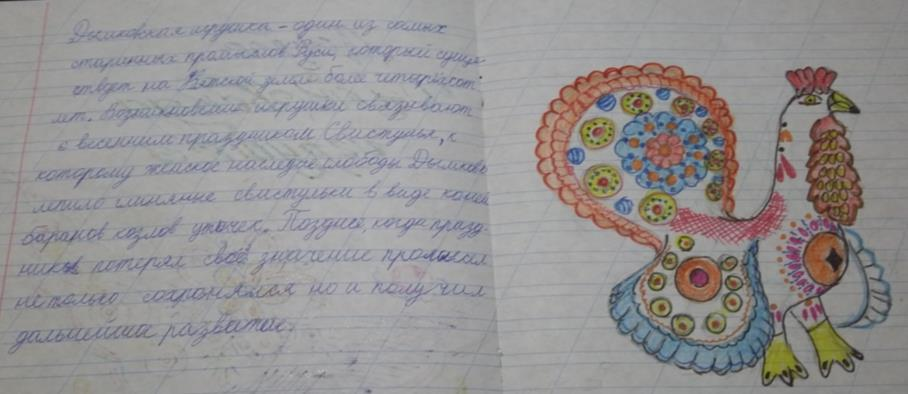 Дымковская игрушка - один из самых
старинных промыслов Руси, который суще-
ствует на Вятской земле более четырёхсот
лет. Возникновение игрушки связывают
с весенним праздником Свистунья, к
которому женское население слободы Дымково
лепило глиняные свистульки в виде коней
баранов козлов уточек. Позднее, когда празд-
ник потерял своё значение промысел
не только сохранялся но и получил
дальнейшее развитие.